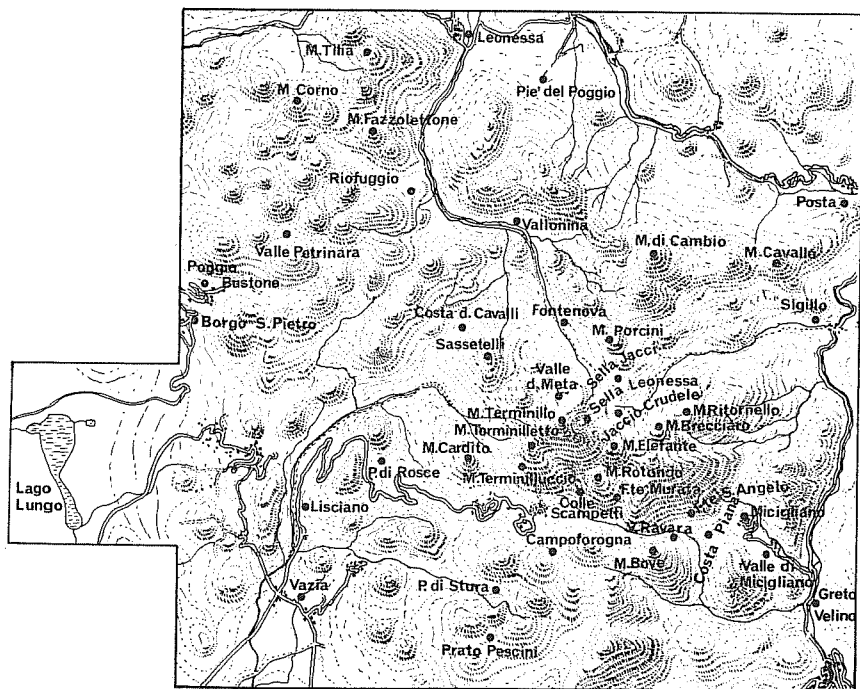 Leonessa
M. Tilia
Pie' del Poggio
M. Corno
M. Fazzolettone
Riofuggio
Posta
Vallonina
Valle Petrinara
M. di Cambio
M. Cavallo
Poggio
Bustone
Borgo S. Pietro
Costa d. Cavalli
Fontenova
Sigillo
M. Porcini
Sassetelli
Sella Jacci
Valle
d. Meta
Sella Leonessa
Jaccio Crudele
M. Ritornello
M. Terminillo
M. Brecciaro
M. Terminilletto
M. Elefante
M. Cardito
P. di Rosce
M. Terminilluccio
M. Rotondo
Lago
Lungo
F.te Murata
Colle
Scampetti
Lisciano
F.te S. Angelo
Micigliano
V. Ravara
Costa Piana
Campoforogna
M. Bove
Valle di
Micigliano
Vazia
P. di Stura
Greto
Velino
Prato Pescini